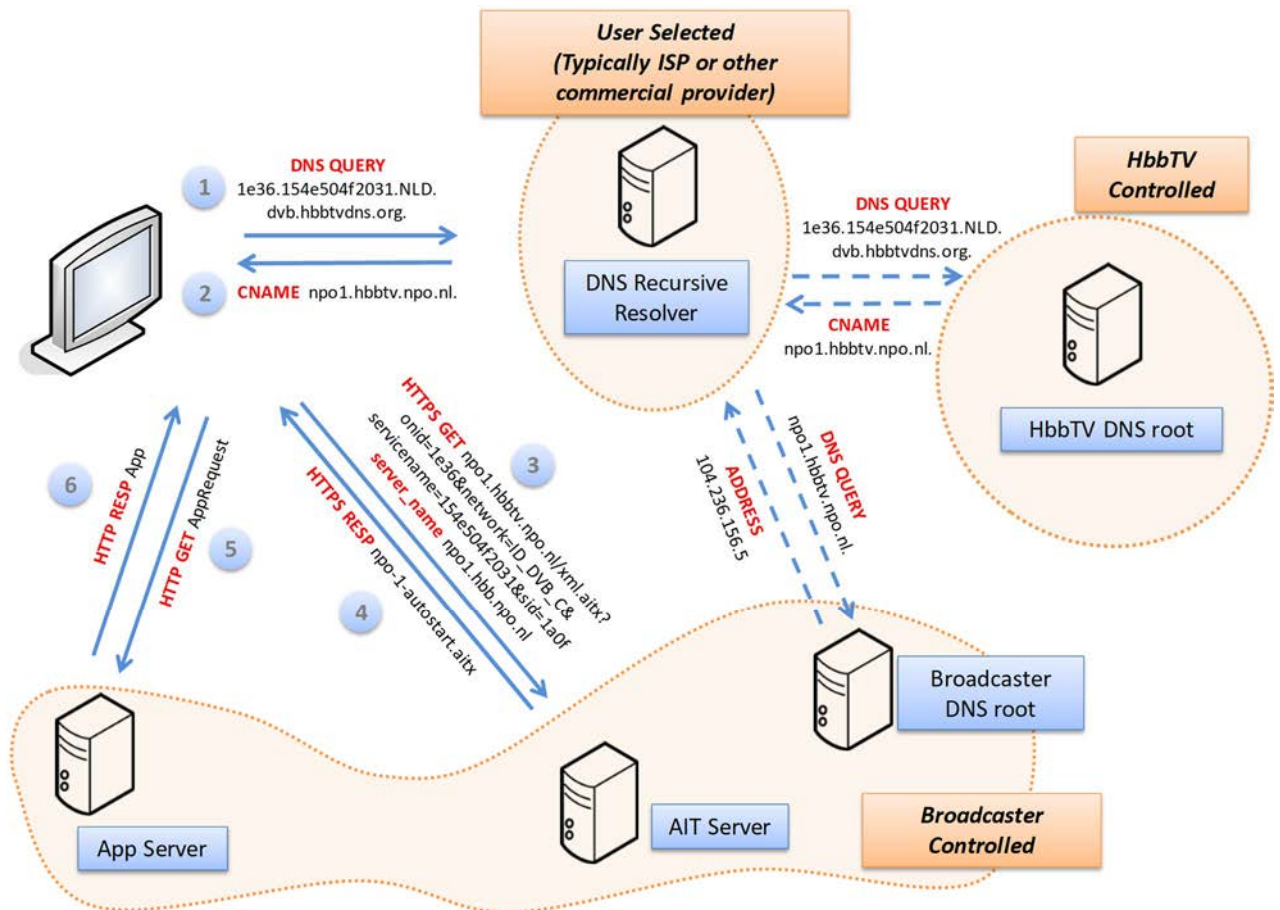 User Selected
(Typically ISP or other
commercial provider)
HbbTV
Controlled
1
DNS QUERY
1e36.154e504f2031.NLD.
dvb.hbbtvdns.org.
2
CNAME npo1.hbbtv.npo.nl.
DNS Recursive
Resolver
DNS QUERY
1e36.154e504f2031.NLD.
dvb.hbbtvdns.org.
CNAME
npo1.hbbtv.npo.nl.
HbbTV DNS root
3
HTTPS GET npo1.hbbtv.npo.nl/xml.aitx?
onid=1e36&network=ID_DVB_C&
servicename=154e504f2031&sid=1a0f
server_name npo1.hbb.npo.nl
4
HTTPS RESP npo-1-autostart.aitx
DNS QUERY
npo1.hbbtv.npo.nl.
ADDRESS
104.236.156.5
6
HTTP RESP App
5
HTTP GET AppRequest
Broadcaster
DNS root
App Server
AIT Server
Broadcaster
Controlled